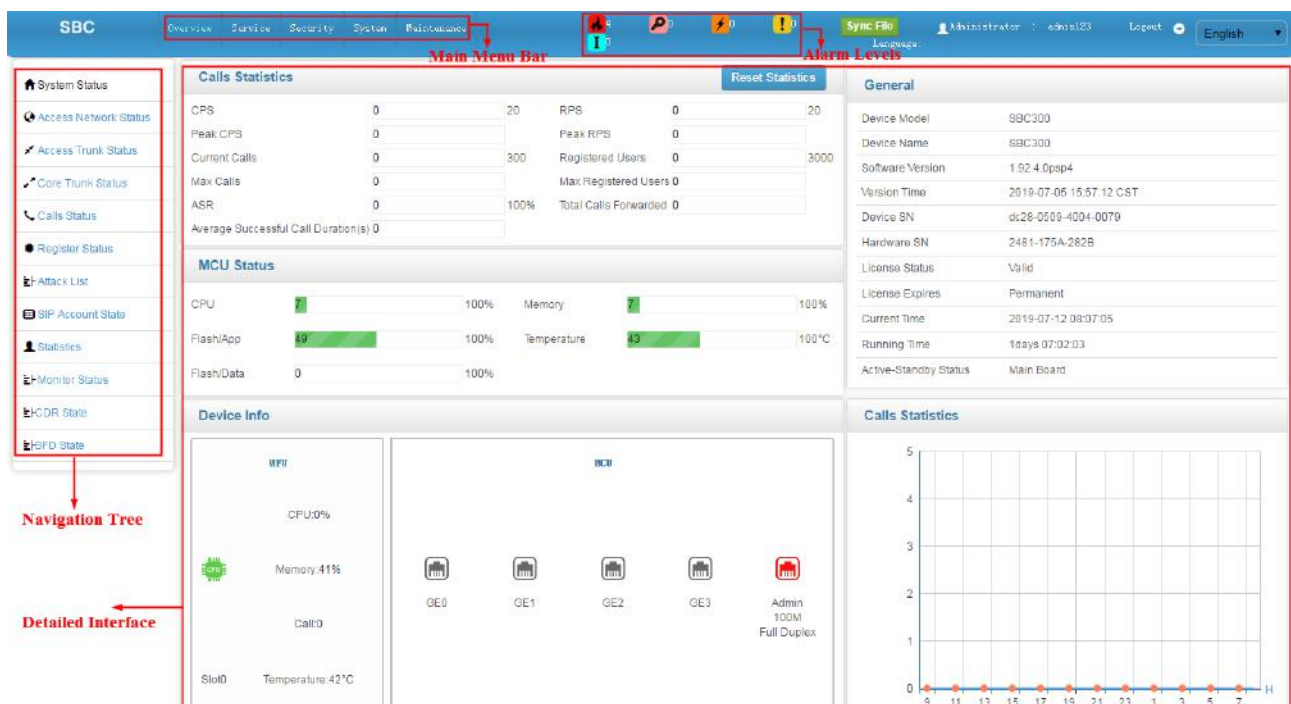 SBC
Overview Service Security System Maintenance
4 0 0 0
I 0
Sync File
Administrator : admin123 Logout
Language:
English
Main Menu Bar
Alarm Levels
System Status
Access Network Status
Access Trunk Status
Core Trunk Status
Calls Status
Register Status
Attack List
SIP Account State
Statistics
Monitor Status
CDR State
BFD State
Navigation Tree
Detailed Interface
Calls Statistics Reset Statistics
CPS 0 20 RPS 0 20
Peak CPS 0 Peak RPS 0
Current Calls 0 300 Registered Users 0 3000
Max Calls 0 Max Registered Users 0
ASR 0 100% Total Calls Forwarded 0
Average Successful Call Duration(s) 0
MCU Status
CPU 7 100% Memory 7 100%
Flash/App 49 100% Temperature 43 100°C
Flash/Data 0 100%
Device Info
MCU
CPU:0%
CPU
Memory:41%
Call:0
Slot0 Temperature:42°C
GE0 GE1 GE2 GE3 Admin
100M
Full Duplex
General
Device Model SBC300
Device Name SBC300
Software Version 1.92.4.0psp4
Version Time 2019-07-05 15:57:12 CST
Device SN dc28-0509-4004-0079
Hardware SN 2481-175A-282B
License Status Valid
License Expires Permanent
Current Time 2019-07-12 08:07:05
Running Time 1days 07:02:03
Active-Standby Status Main Board
Calls Statistics
5
4
3
2
1
0
H
9 11 13 15 17 19 21 23 1 3 5 7